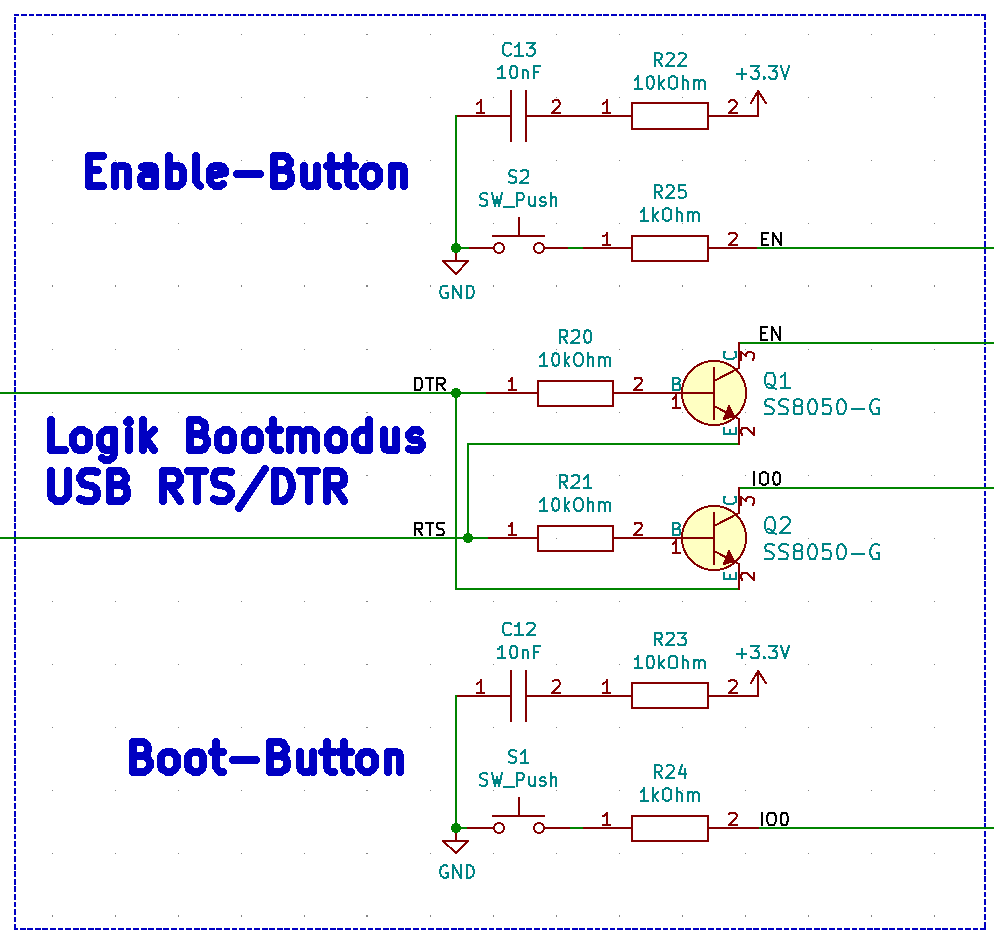 C13
10nF
R22
10kOhm
+3.3V
1 2 1 2
Enable-Button
S2
SW_Push
R25
1kOhm
1 2 EN
GND
EN
R20
10kOhm
DTR 1 2 B 1 C 3 E 2
Q1
SS8050-G
Logik Bootmodus
USB RTS/DTR
IO0
R21
10kOhm
RTS 1 2 B 1 C 3 E 2
Q2
SS8050-G
C12
10nF
R23
10kOhm
+3.3V
1 2 1 2
Boot-Button
S1
SW_Push
R24
1kOhm
1 2 IO0
GND